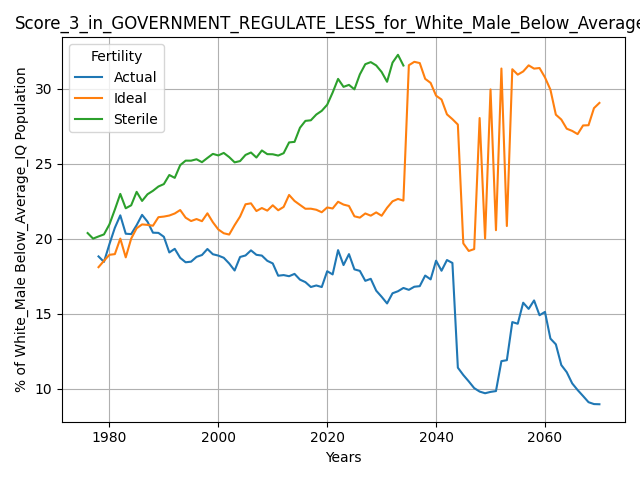 Score_3_in_GOVERNMENT_REGULATE_LESS_for_White_Male_Below_Average
Fertility
Actual
Ideal
Sterile
% of White_Male Below_Average_IQ Population
30
25
20
15
10
1980
2000
2020
2040
2060
Years